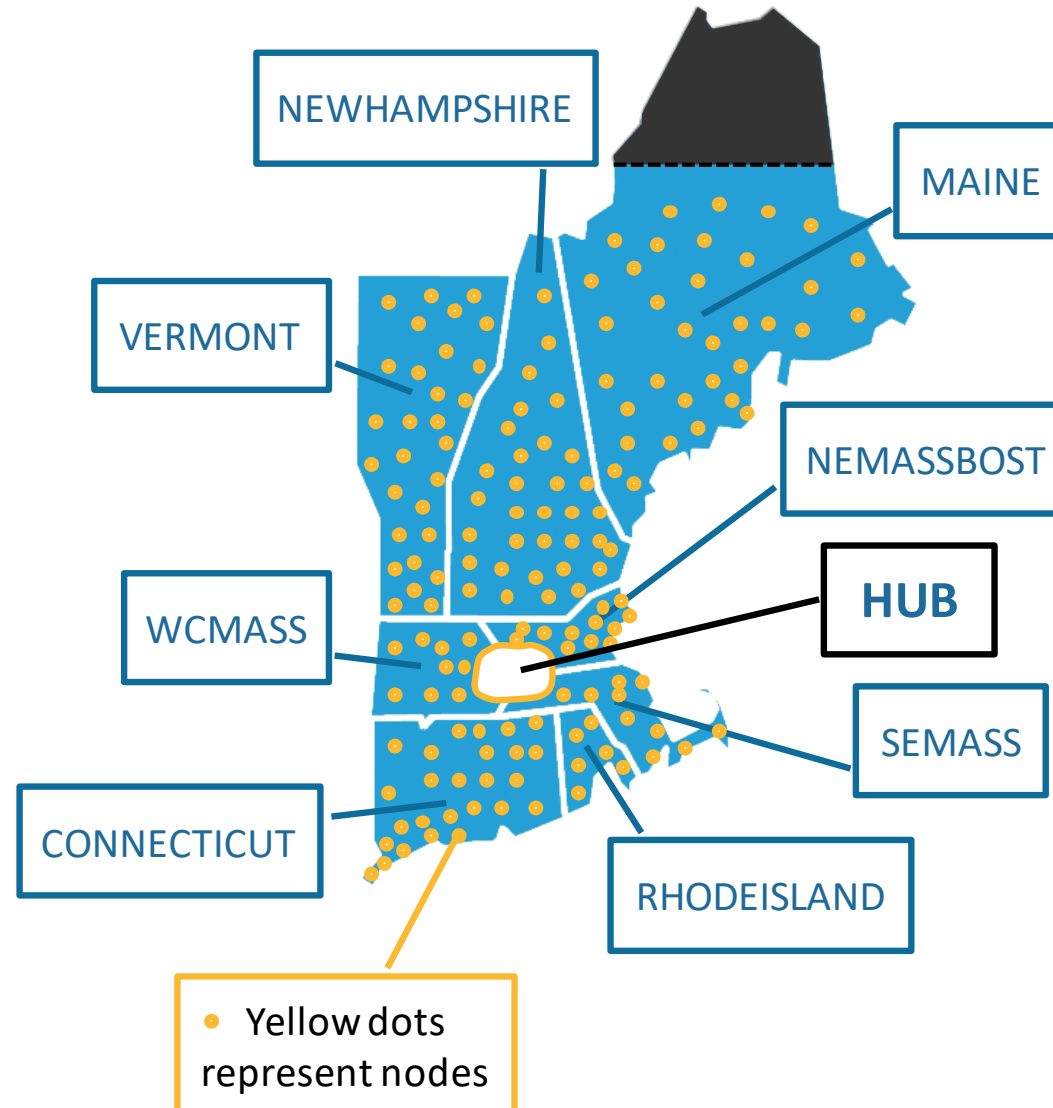 NEWHAMPSHIRE
MAINE
VERMONT
NEMASSBOST
HUB
WCMASS
SEMASS
CONNECTICUT
RHODEISLAND
Yellow dots
represent nodes